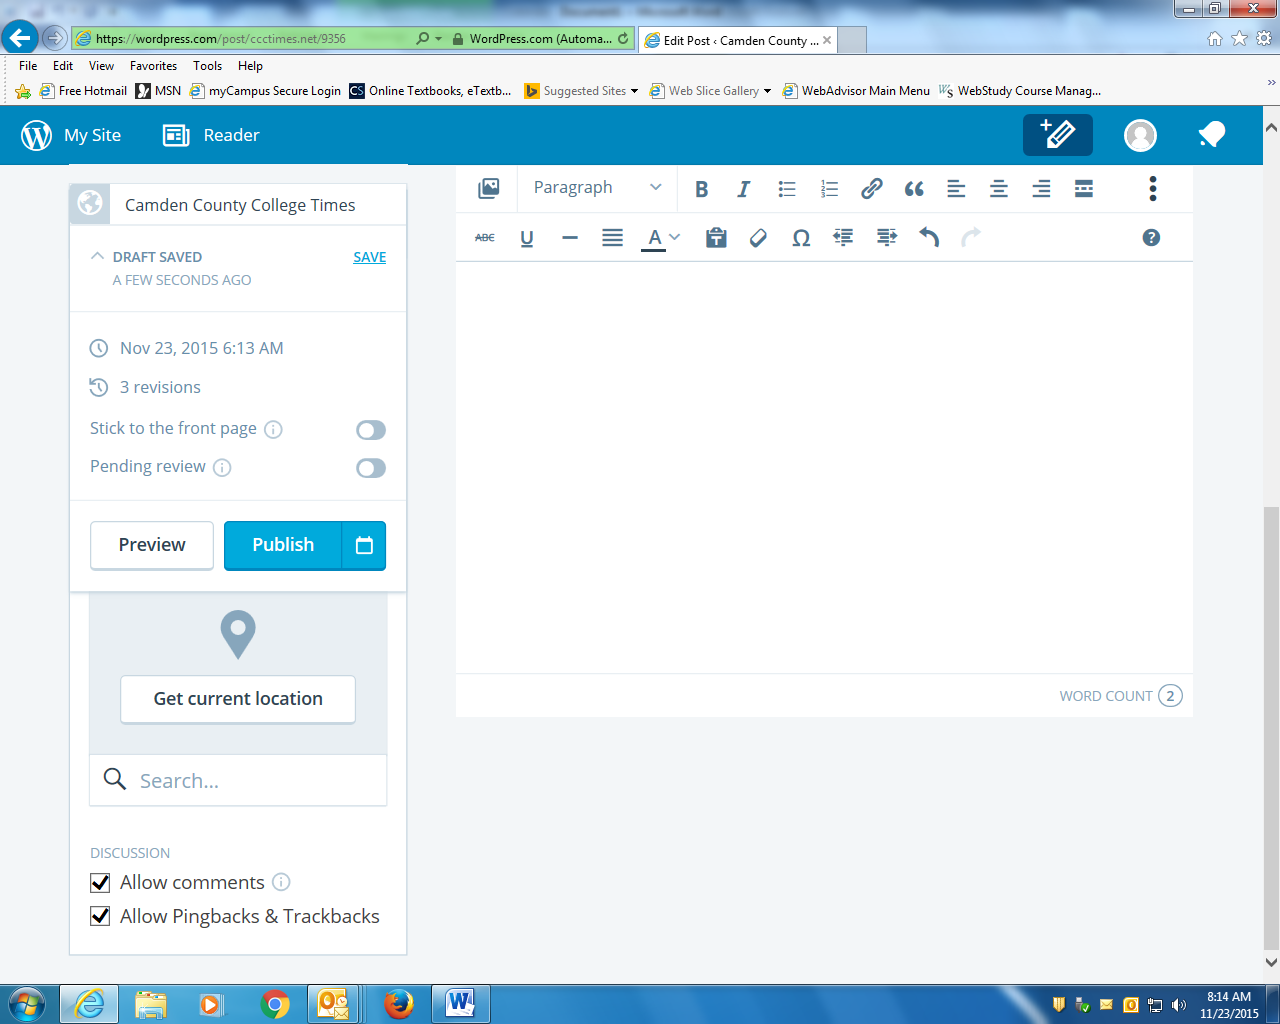 https://wordpress.com/post/ccctimes.net/9356
WordPress.com (Automa...
Edit Post ‹ Camden County ...
File Edit View Favorites Tools Help
Free Hotmail MSN myCampus Secure Login CS Online Textbooks, eTextb... Suggested Sites Web Slice Gallery WebAdvisor Main Menu WS WebStudy Course Manag...
My Site Reader
Camden County College Times
DRAFT SAVED SAVE
A FEW SECONDS AGO
Nov 23, 2015 6:13 AM
3 revisions
Stick to the front page
Pending review
Preview Publish
Get current location
Search...
DISCUSSION
Allow comments
Allow Pingbacks & Trackbacks
Paragraph B I
ABC U A Ω
WORD COUNT 2
8:14 AM
11/23/2015